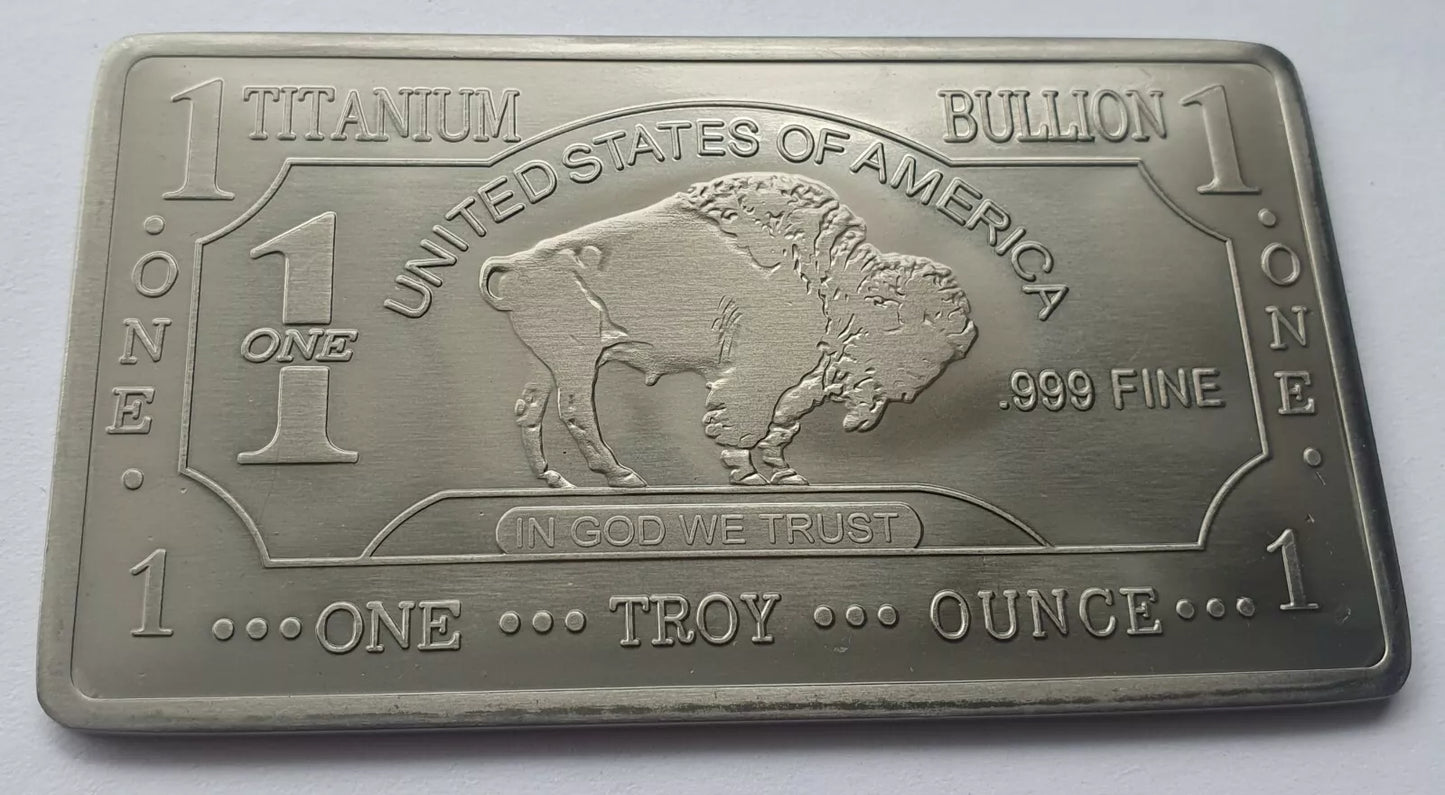 1 TITANIUM BULLION 1
UNITED STATES OF AMERICA
.ONE.
1
ONE
.999 FINE
.ONE.
IN GOD WE TRUST
1 ...ONE ... TROY ... OUNCE... 1